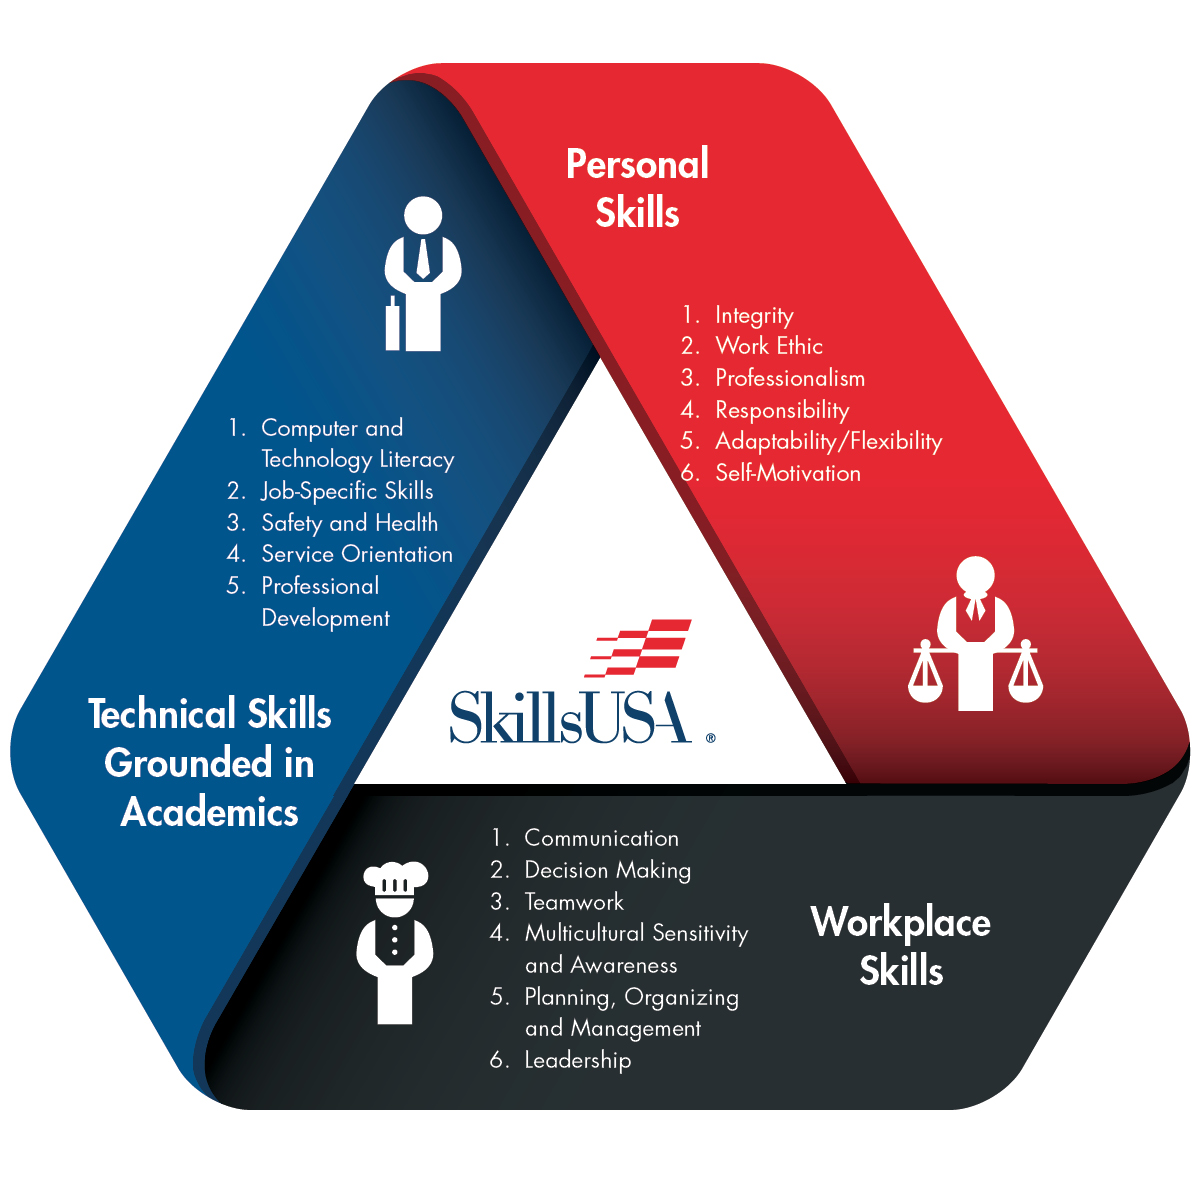 Personal
Skills
1. Integrity
2. Work Ethic
3. Professionalism
4. Responsibility
5. Adaptability/Flexibility
6. Self-Motivation
1. Computer and
Technology Literacy
2. Job-Specific Skills
3. Safety and Health
4. Service Orientation
5. Professional
Development
Technical Skills
Grounded in
Academics
SkillsUSA ®
1. Communication
2. Decision Making
3. Teamwork
4. Multicultural Sensitivity
and Awareness
5. Planning, Organizing
and Management
6. Leadership
Workplace
Skills